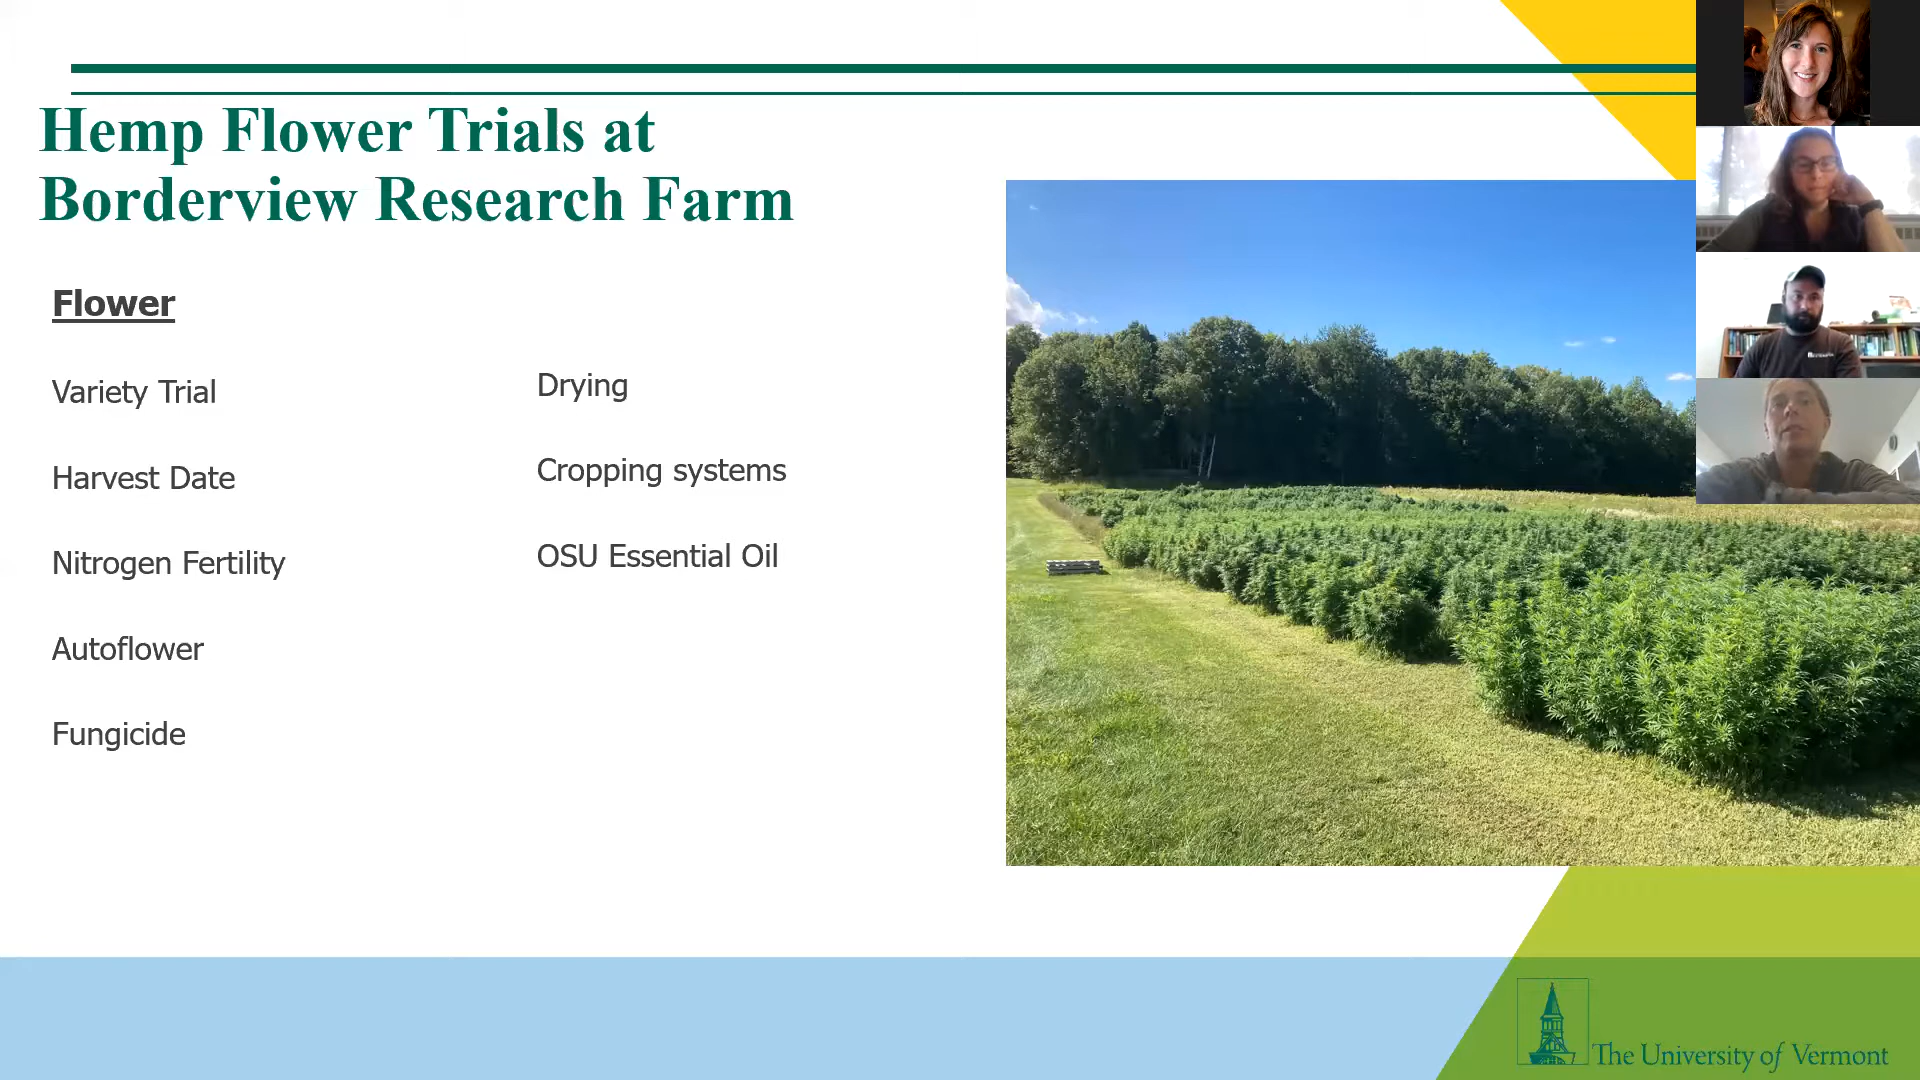 Hemp Flower Trials at
Borderview Research Farm
Flower
Variety Trial
Harvest Date
Nitrogen Fertility
Autoflower
Fungicide
Drying
Cropping systems
OSU Essential Oil
The University of Vermont